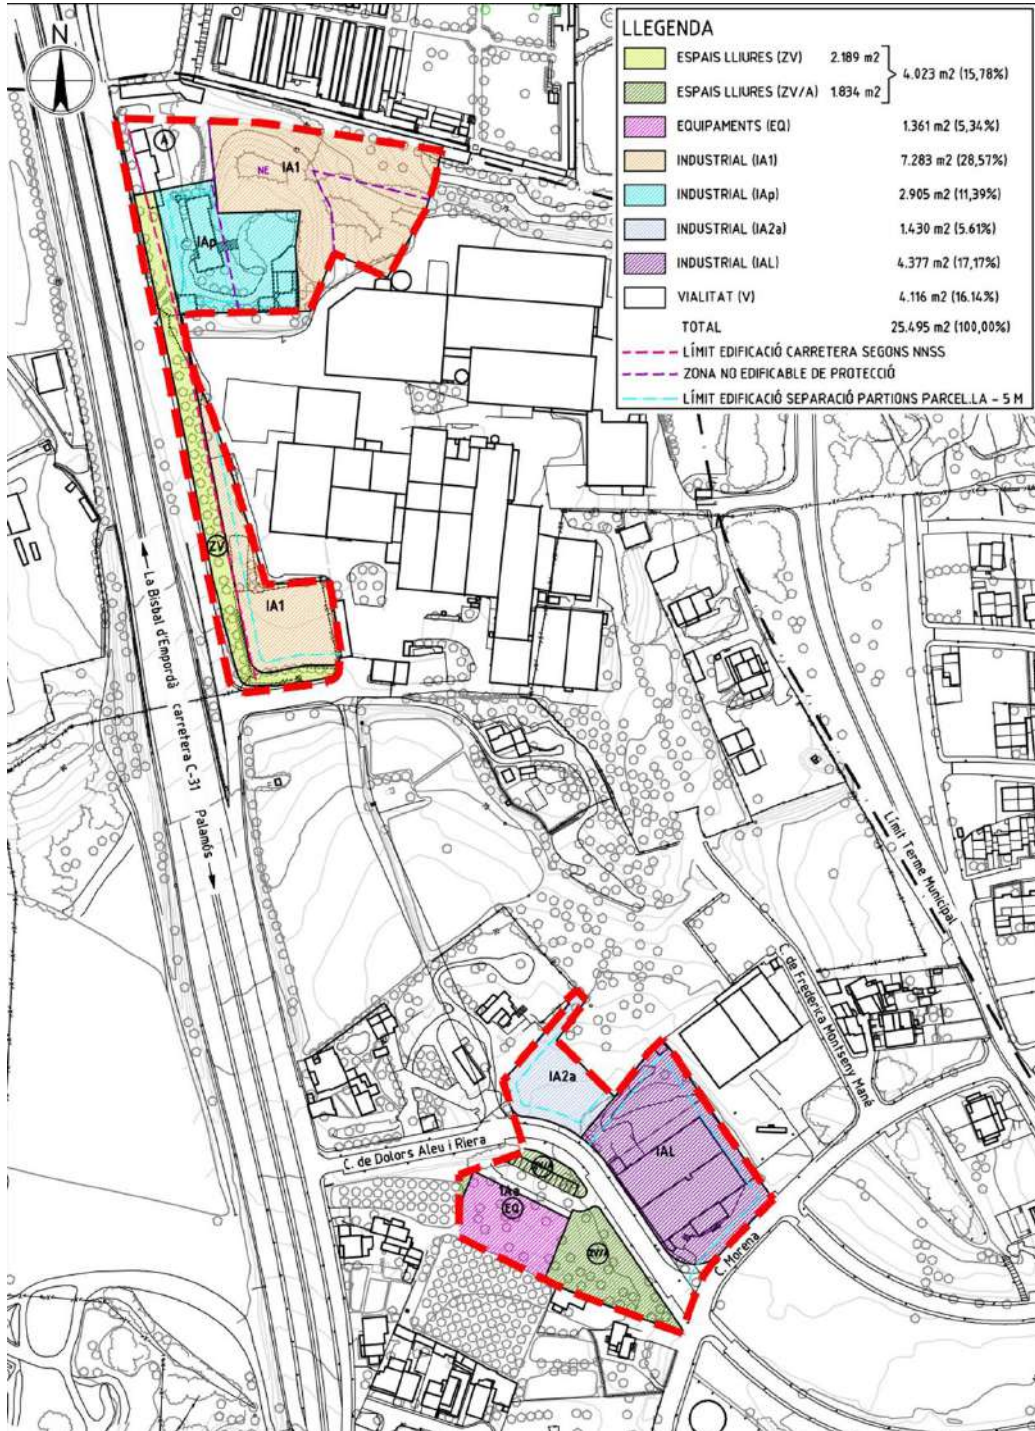 N
LLEGENDA
ESPAIS LLIURES (ZV) 2.189 m2
4.023 m2 (15,78%)
ESPAIS LLIURES (ZV/A) 1.834 m2
EQUIPAMENTS (EQ) 1.361 m2 (5,34%)
INDUSTRIAL (IA1) 7.283 m2 (28,57%)
INDUSTRIAL (IAp) 2.905 m2 (11,39%)
INDUSTRIAL (IA2a) 1.430 m2 (5.61%)
INDUSTRIAL (IAL) 4.377 m2 (17,17%)
VIALITAT (V) 4.116 m2 (16.14%)
TOTAL 25.495 m2 (100,00%)
LÍMIT EDIFICACIÓ CARRETERA SEGONS NNSS
ZONA NO EDIFICABLE DE PROTECCIÓ
LÍMIT EDIFICACIÓ SEPARACIÓ PARTIONS PARCEL.LA - 5 M
A
NE
IA1
IAp
ZV
IA1
La Bisbal d'Empordà carretera C-31 Palamós
Límit Terme Municipal
C. de Frederica Montseny Mané
IA2a
IAL
C. de Dolors Aleu i Riera
ZV/A
EQ
ZV/A
C. Morena